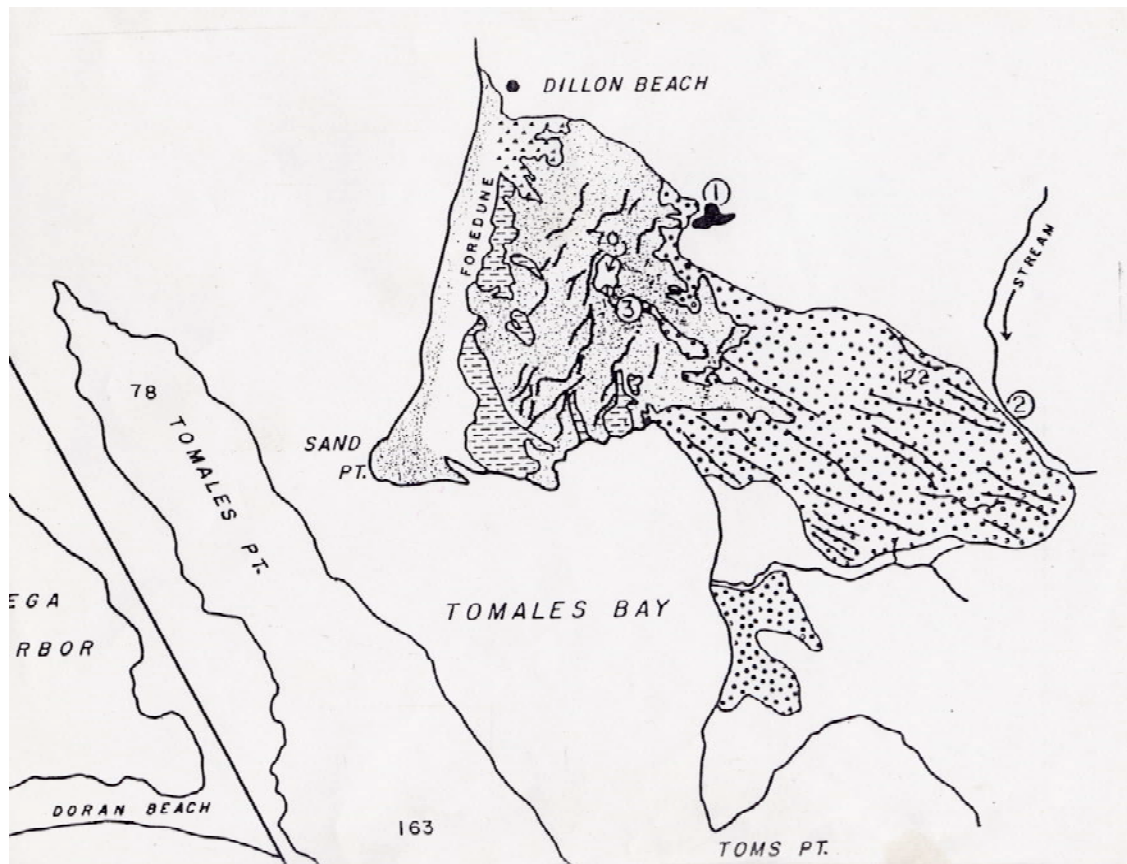 DILLON BEACH
1
FOREDUNE
STREAM
3
122
2
78
TOMALES PT.
SAND
PT.
EGA
RBOR
TOMALES BAY
DORAN BEACH
163
TOMS PT.